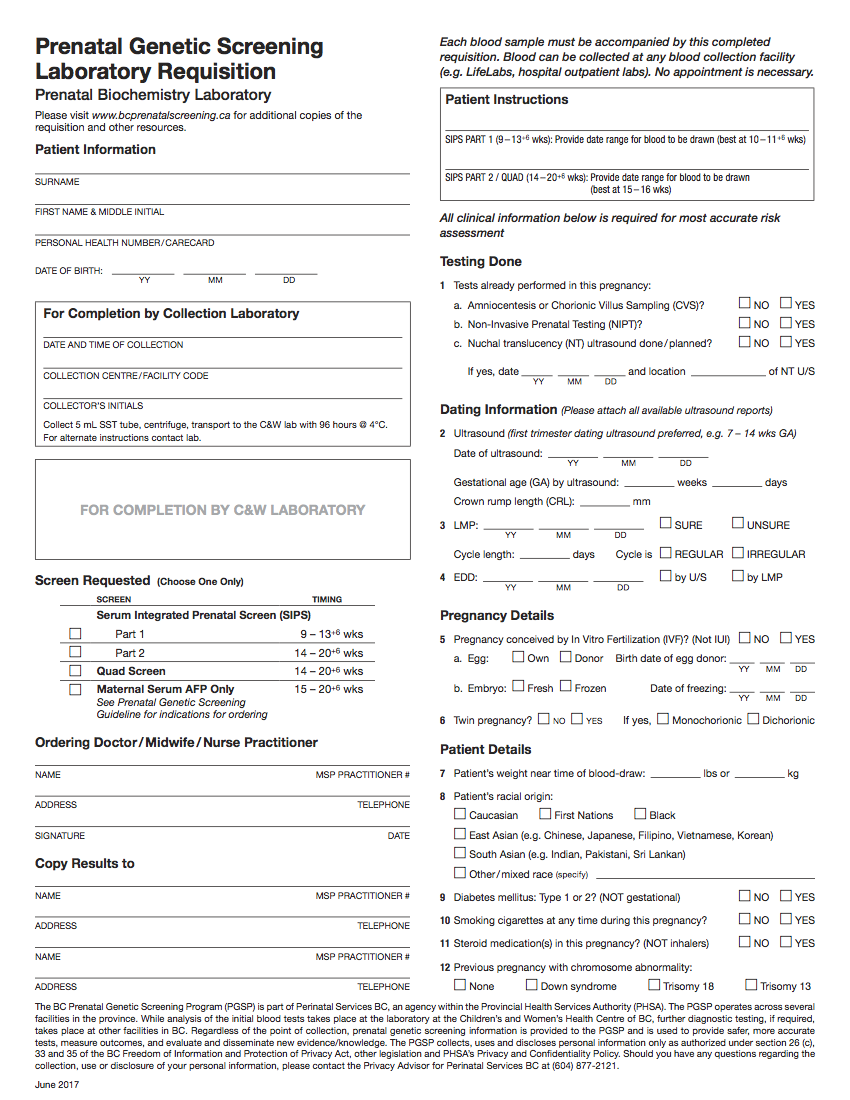 Prenatal Genetic Screening
Laboratory Requisition
Prenatal Biochemistry Laboratory
Please visit www.bcprenatalscreening.ca for additional copies of the
requisition and other resources.
Patient Information
SURNAME
FIRST NAME & MIDDLE INITIAL
PERSONAL HEALTH NUMBER/CARECARD
DATE OF BIRTH:
YY MM DD
For Completion by Collection Laboratory
DATE AND TIME OF COLLECTION
COLLECTION CENTRE/FACILITY CODE
COLLECTOR'S INITIALS
Collect 5 mL SST tube, centrifuge, transport to the C&W lab with 96 hours @ 4°C.
For alternate instructions contact lab.
FOR COMPLETION BY C&W LABORATORY
Screen Requested (Choose One Only)
SCREEN TIMING
Serum Integrated Prenatal Screen (SIPS)
Part 1 9 – 13+6 wks
Part 2 14 – 20+6 wks
Quad Screen 14 – 20+6 wks
Maternal Serum AFP Only 15 – 20+6 wks
See Prenatal Genetic Screening
Guideline for indications for ordering
Ordering Doctor/Midwife/Nurse Practitioner
NAME MSP PRACTITIONER #
ADDRESS TELEPHONE
SIGNATURE DATE
Copy Results to
NAME MSP PRACTITIONER #
ADDRESS TELEPHONE
NAME MSP PRACTITIONER #
ADDRESS TELEPHONE
Each blood sample must be accompanied by this completed
requisition. Blood can be collected at any blood collection facility
(e.g. LifeLabs, hospital outpatient labs). No appointment is necessary.
Patient Instructions
SIPS PART 1 (9–13+6 wks): Provide date range for blood to be drawn (best at 10–11+6 wks)
SIPS PART 2 / QUAD (14–20+6 wks): Provide date range for blood to be drawn
(best at 15–16 wks)
All clinical information below is required for most accurate risk
assessment
Testing Done
1 Tests already performed in this pregnancy:
a. Amniocentesis or Chorionic Villus Sampling (CVS)? NO YES
b. Non-Invasive Prenatal Testing (NIPT)? NO YES
c. Nuchal translucency (NT) ultrasound done/planned? NO YES
If yes, date and location of NT U/S
YY MM DD
Dating Information (Please attach all available ultrasound reports)
2 Ultrasound (first trimester dating ultrasound preferred, e.g. 7 – 14 wks GA)
Date of ultrasound:
YY MM DD
Gestational age (GA) by ultrasound: weeks days
Crown rump length (CRL): mm
3 LMP: SURE UNSURE
YY MM DD
Cycle length: days Cycle is REGULAR IRREGULAR
4 EDD: by U/S by LMP
YY MM DD
Pregnancy Details
5 Pregnancy conceived by In Vitro Fertilization (IVF)? (Not IUI) NO YES
a. Egg: Own Donor Birth date of egg donor:
YY MM DD
b. Embryo: Fresh Frozen Date of freezing:
YY MM DD
6 Twin pregnancy? NO YES If yes, Monochorionic Dichorionic
Patient Details
7 Patient's weight near time of blood-draw: lbs or kg
8 Patient's racial origin:
Caucasian First Nations Black
East Asian (e.g. Chinese, Japanese, Filipino, Vietnamese, Korean)
South Asian (e.g. Indian, Pakistani, Sri Lankan)
Other/mixed race (specify)
9 Diabetes mellitus: Type 1 or 2? (NOT gestational) NO YES
10 Smoking cigarettes at any time during this pregnancy? NO YES
11 Steroid medication(s) in this pregnancy? (NOT inhalers) NO YES
12 Previous pregnancy with chromosome abnormality:
None Down syndrome Trisomy 18 Trisomy 13
The BC Prenatal Genetic Screening Program (PGSP) is part of Perinatal Services BC, an agency within the Provincial Health Services Authority (PHSA). The PGSP operates across several
facilities in the province. While analysis of the initial blood tests takes place at the laboratory at the Children's and Women's Health Centre of BC, further diagnostic testing, if required,
takes place at other facilities in BC. Regardless of the point of collection, prenatal genetic screening information is provided to the PGSP and is used to provide safer, more accurate
tests, measure outcomes, and evaluate and disseminate new evidence/knowledge. The PGSP collects, uses and discloses personal information only as authorized under section 26 (c),
33 and 35 of the BC Freedom of Information and Protection of Privacy Act, other legislation and PHSA's Privacy and Confidentiality Policy. Should you have any questions regarding the
collection, use or disclosure of your personal information, please contact the Privacy Advisor for Perinatal Services BC at (604) 877-2121.
June 2017